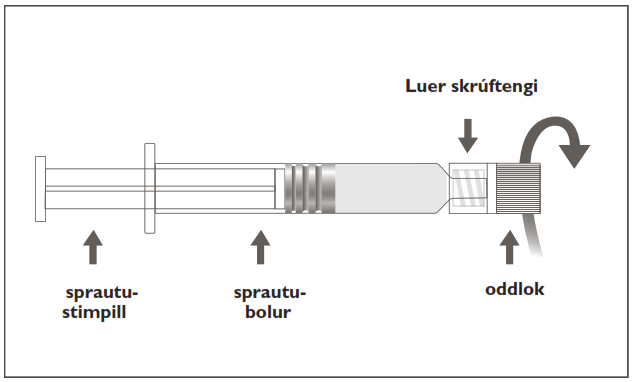 Luer skrúftengi
sprautu-
stimpill
sprautu-
bolur
oddlok